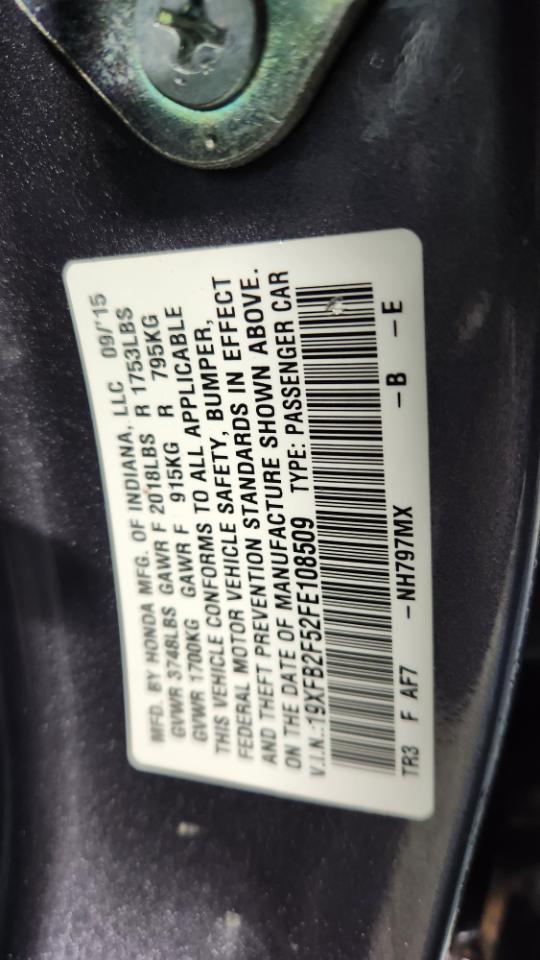 MFD. BY HONDA MFG. OF INDIANA, LLC 09/'15
GVWR 3748LBS GAWR F 2018LBS R 1753LBS
GVWR 1700KG GAWR F 915KG R 795KG
THIS VEHICLE CONFORMS TO ALL APPLICABLE
FEDERAL MOTOR VEHICLE SAFETY, BUMPER,
AND THEFT PREVENTION STANDARDS IN EFFECT
ON THE DATE OF MANUFACTURE SHOWN ABOVE.
V.I.N.:19XFB2F52FE108509 TYPE: PASSENGER CAR
TR3 F AF7 -NH797MX -B -E